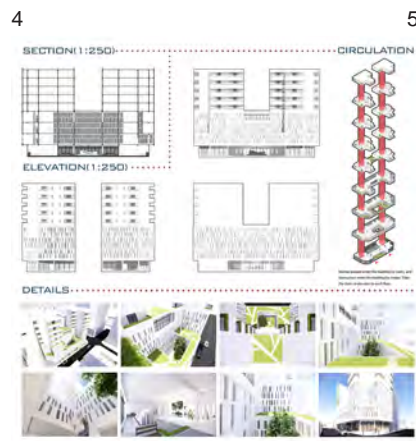 4
5
SECTION(1:250)
CIRCULATION
ELEVATION(1:250)
DETAILS